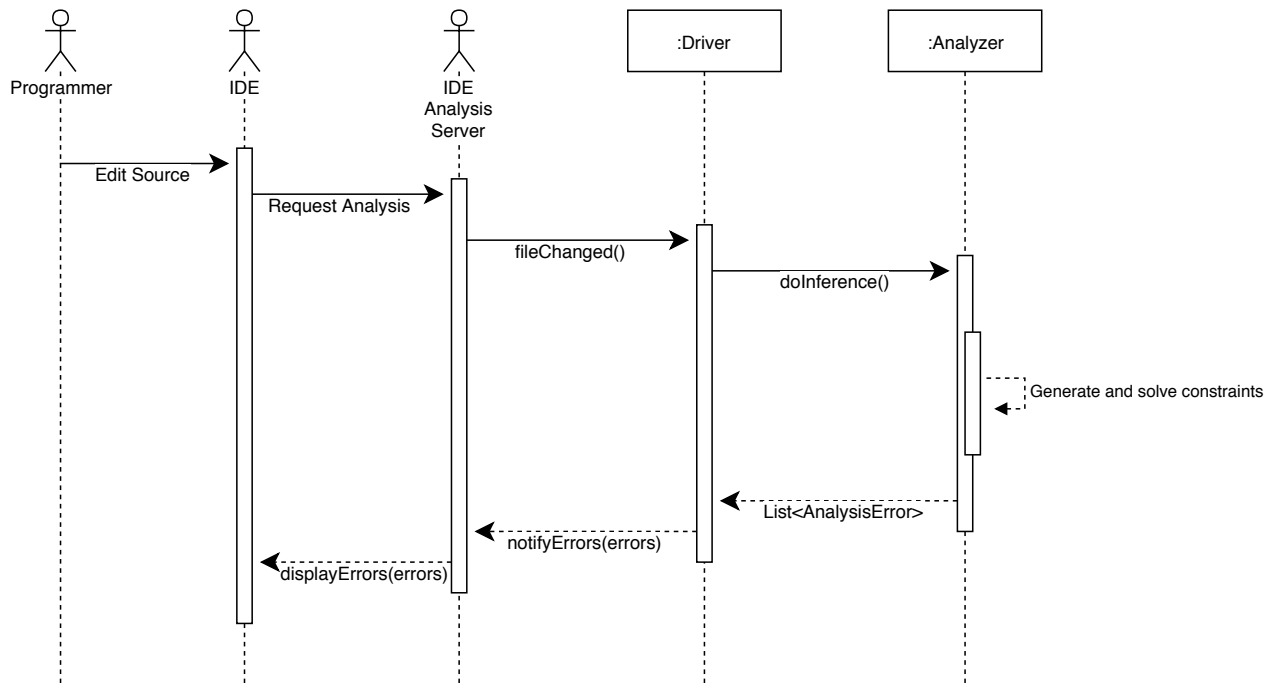 :Driver
:Analyzer
Programmer
IDE
IDE
Analysis
Server
Edit Source
Request Analysis
fileChanged()
doInference()
Generate and solve constraints
List<AnalysisError>
notifyErrors(errors)
displayErrors(errors)